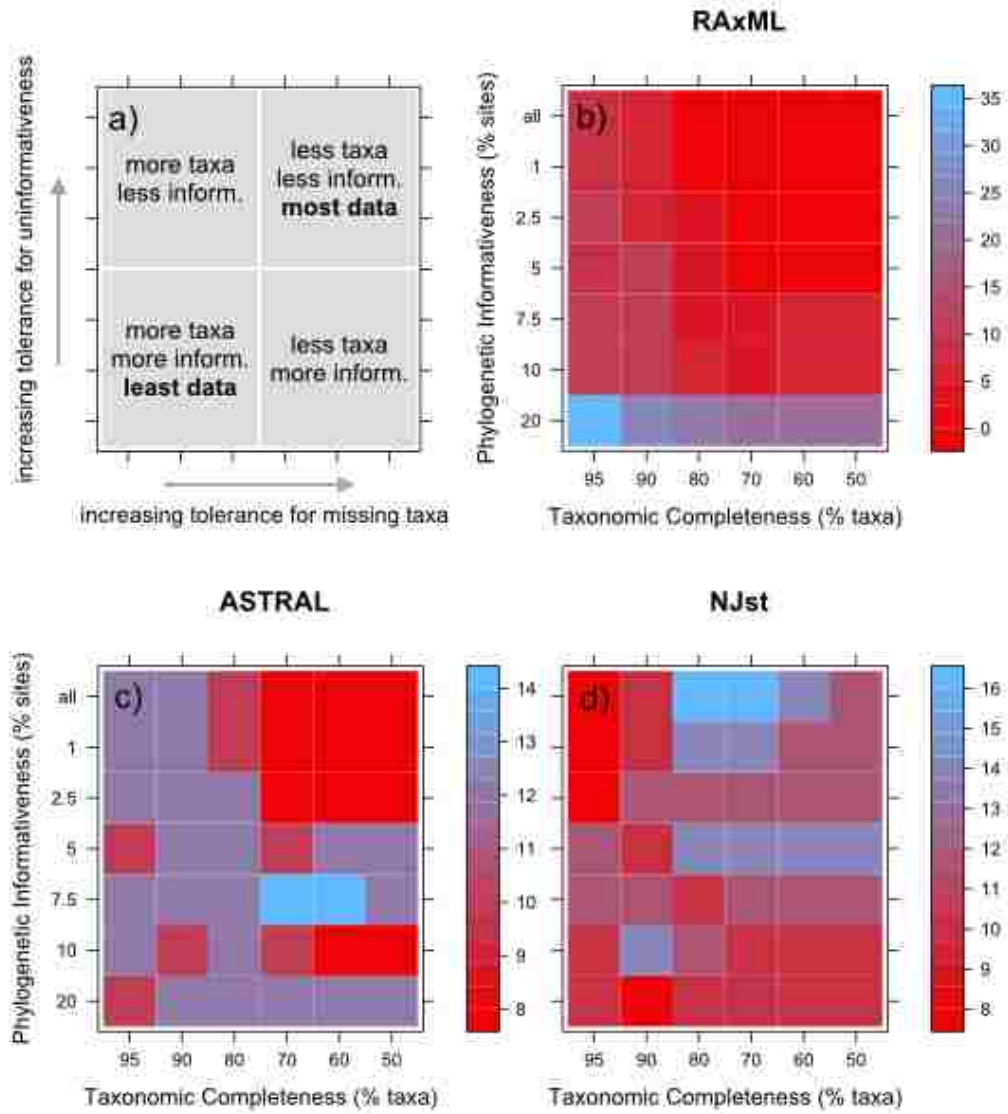 RAxML
increasing tolerance for uninformativeness
a)
more taxa
less inform.
less taxa
less inform.
most data
more taxa
more inform.
least data
less taxa
more inform.
increasing tolerance for missing taxa
Phylogenetic Informativeness (% sites)
b)
all
1
2.5
5
7.5
10
20
95 90 80 70 60 50
Taxonomic Completeness (% taxa)
35
30
25
20
15
10
5
0
ASTRAL
Phylogenetic Informativeness (% sites)
c)
all
1
2.5
5
7.5
10
20
95 90 80 70 60 50
Taxonomic Completeness (% taxa)
14
13
12
11
10
9
8
NJst
d)
95 90 80 70 60 50
Taxonomic Completeness (% taxa)
16
15
14
13
12
11
10
9
8